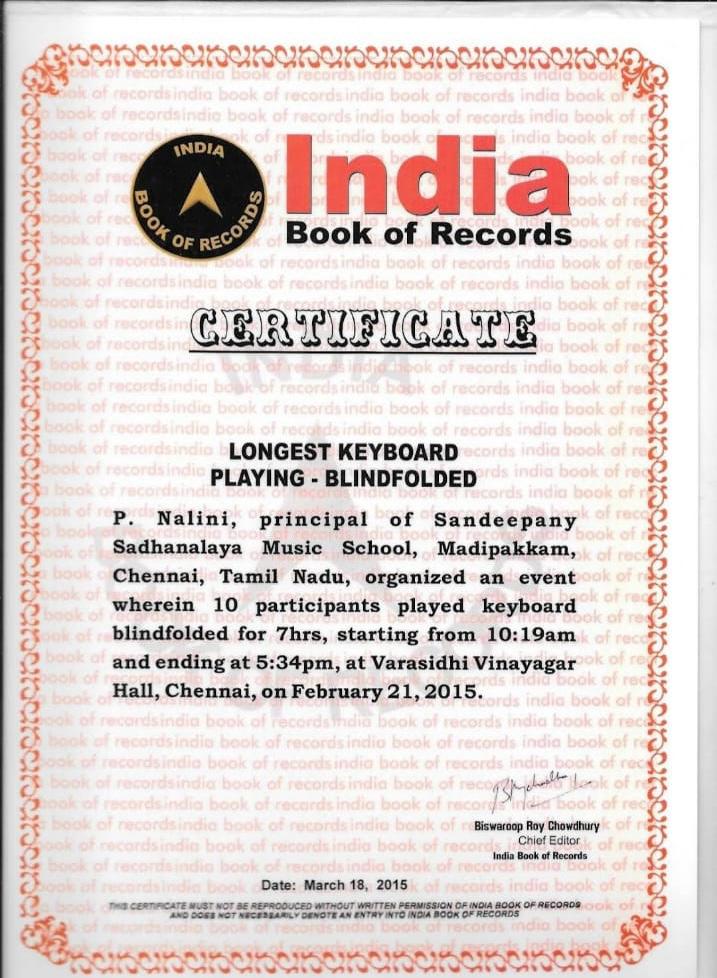 INDIA
BOOK OF RECORDS
India
Book of Records
CERTIFICATE
LONGEST KEYBOARD
PLAYING - BLINDFOLDED
P. Nalini, principal of Sandeepany
Sadhanalaya Music School, Madipakkam,
Chennai, Tamil Nadu, organized an event
wherein 10 participants played keyboard
blindfolded for 7hrs, starting from 10:19am
and ending at 5:34pm, at Varasidhi Vinayagar
Hall, Chennai, on February 21, 2015.
Biswaroop Roy Chowdhury
Chief Editor
India Book of Records
Date: March 18, 2015
THIS CERTIFICATE MUST NOT BE REPRODUCED WITHOUT WRITTEN PERMISSION OF INDIA BOOK OF RECORDS
AND DOES NOT NECESSARILY DENOTE AN ENTRY INTO INDIA BOOK OF RECORDS